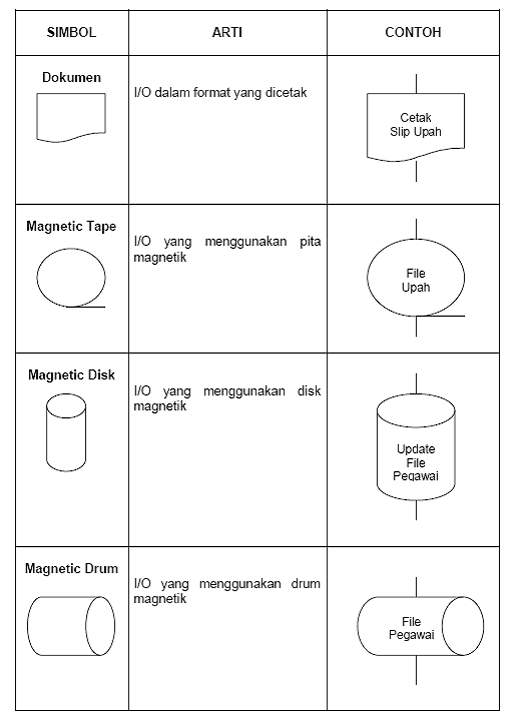 SIMBOL
ARTI
CONTOH
Dokumen
I/O dalam format yang dicetak
Cetak
Slip Upah
Magnetic Tape
I/O yang menggunakan pita
magnetik
File
Upah
Magnetic Disk
I/O yang menggunakan disk
magnetik
Update
File
Pegawai
Magnetic Drum
I/O yang menggunakan drum
magnetik
File
Pegawai